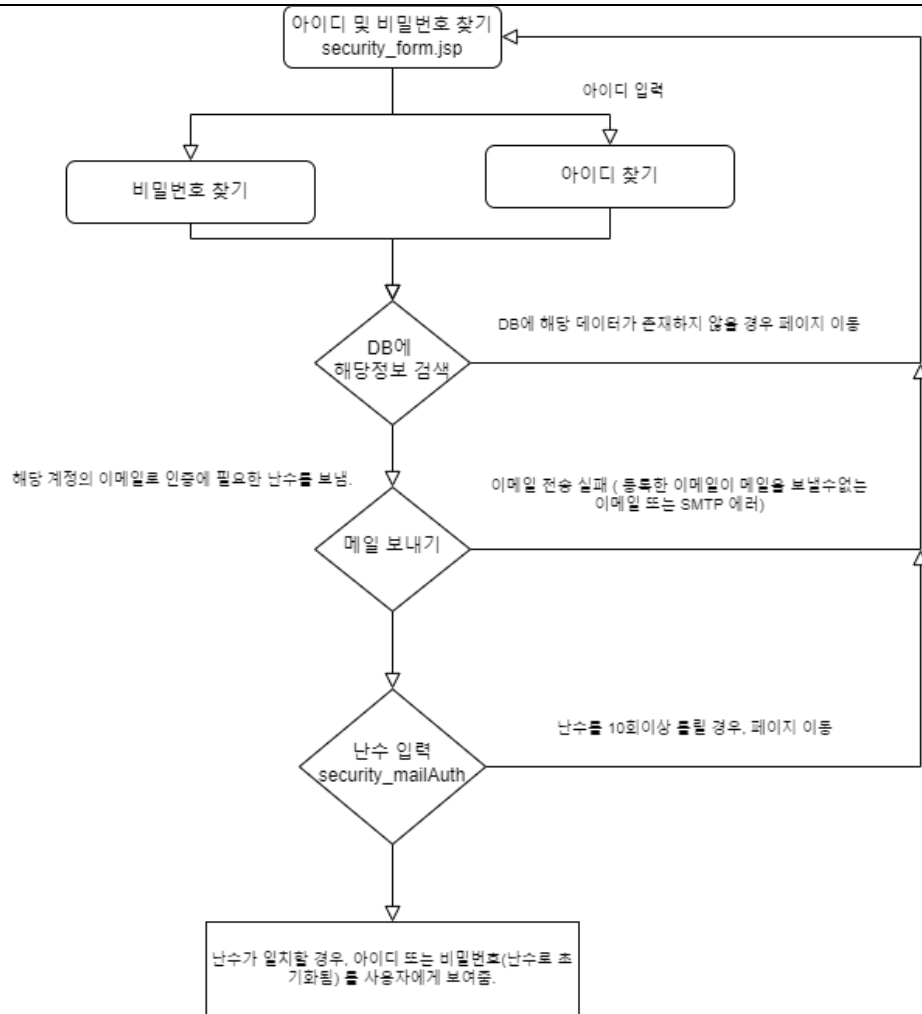 아이디 및 비밀번호 찾기
security_form.jsp
아이디 입력
비밀번호 찾기
아이디 찾기
DB에 해당 데이터가 존재하지 않을 경우 페이지 이동
DB에
해당정보 검색
해당 계정의 이메일로 인증에 필요한 난수를 보냄.
이메일 전송 실패 ( 등록한 이메일이 메일을 보낼수없는
이메일 또는 SMTP 에러)
메일 보내기
난수를 10회이상 틀릴 경우, 페이지 이동
난수 입력
security_mailAuth
난수가 일치할 경우, 아이디 또는 비밀번호(난수로 초
기화됨) 를 사용자에게 보여줌.